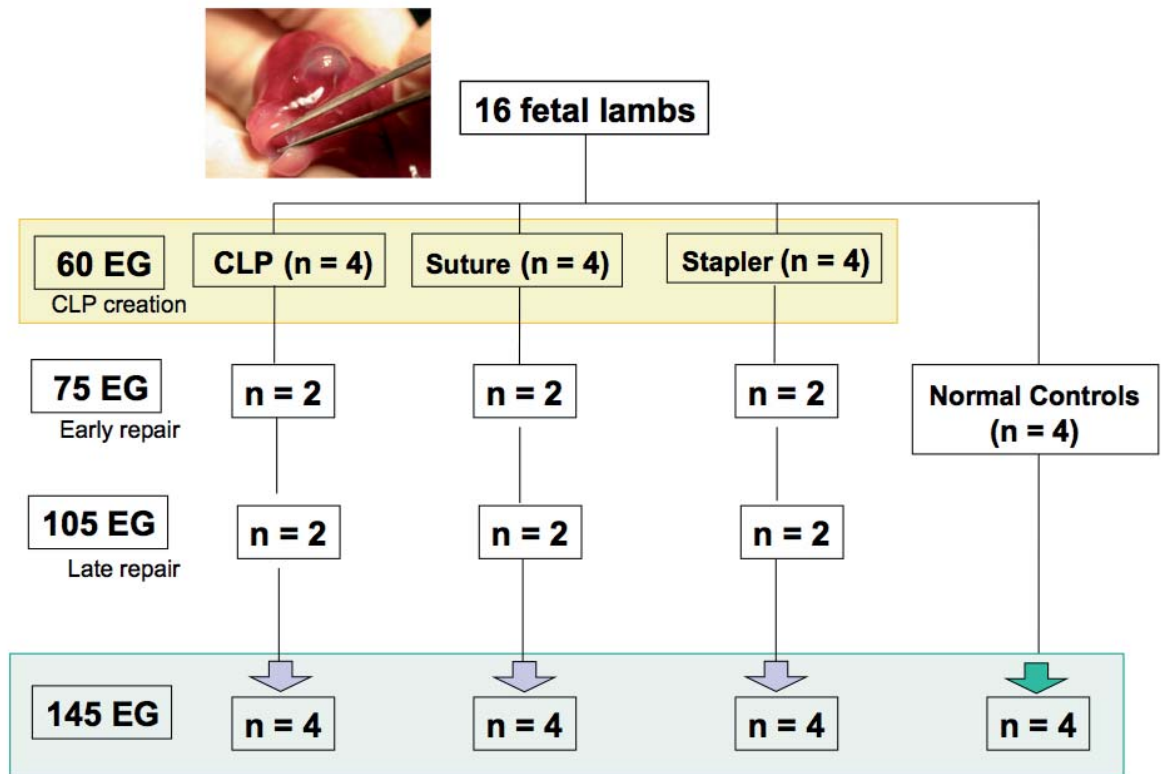 16 fetal lambs
60 EG
CLP creation
CLP (n = 4)
Suture (n = 4)
Stapler (n = 4)
75 EG
Early repair
n = 2
n = 2
n = 2
Normal Controls
(n = 4)
105 EG
Late repair
n = 2
n = 2
n = 2
145 EG
n = 4
n = 4
n = 4
n = 4